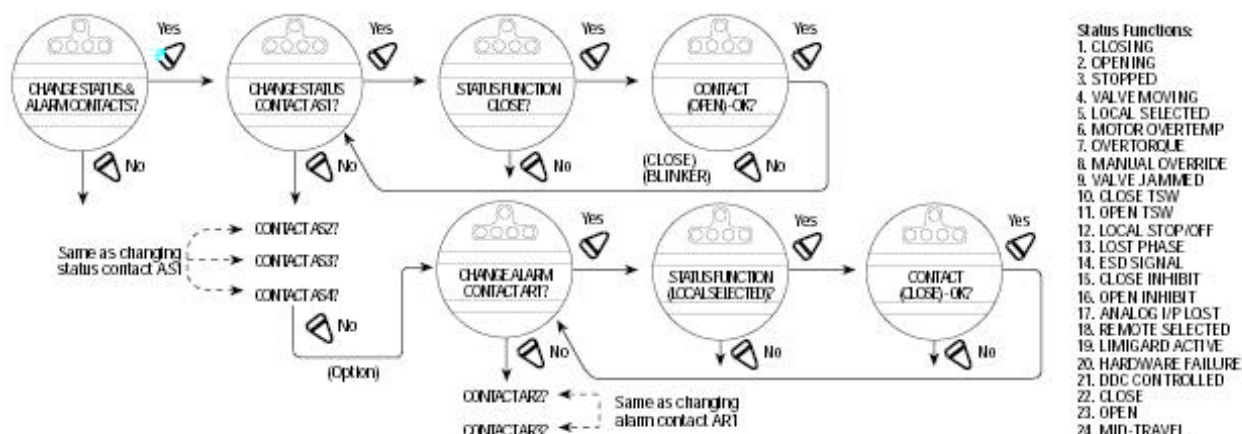 Yes
Yes
Yes
Yes
CHANGE STATUS &
ALARM CONTACTS?
CHANGE STATUS
CONTACT AS1?
STATUS FUNCTION
CLOSE?
CONTACT
(OPEN) - OK?
No
No
No
(CLOSE)
(BLINKER)
No
Same as changing
status contact AS1
CONTACT AS2?
CONTACT AS3?
CONTACT AS4?
No
(Option)
Yes
Yes
Yes
CHANGE ALARM
CONTACT AR1?
STATUS FUNCTION
(LOCAL SELECTED)?
CONTACT
(CLOSE) - OK?
No
No
No
CONTACT AR2?
CONTACT AR3?
Same as changing
alarm contact AR1
Status Functions:
1. CLOSING
2. OPENING
3. STOPPED
4. VALVE MOVING
5. LOCAL SELECTED
6. MOTOR OVERTEMP
7. OVERTORQUE
8. MANUAL OVERRIDE
9. VALVE JAMMED
10. CLOSE TSW
11. OPEN TSW
12. LOCAL STOP/OFF
13. LOST PHASE
14. ESD SIGNAL
15. CLOSE INHIBIT
16. OPEN INHIBIT
17. ANALOG I/P LOST
18. REMOTE SELECTED
19. LIMIGARD ACTIVE
20. HARDWARE FAILURE
21. DDC CONTROLLED
22. CLOSE
23. OPEN
24. MID-TRAVEL